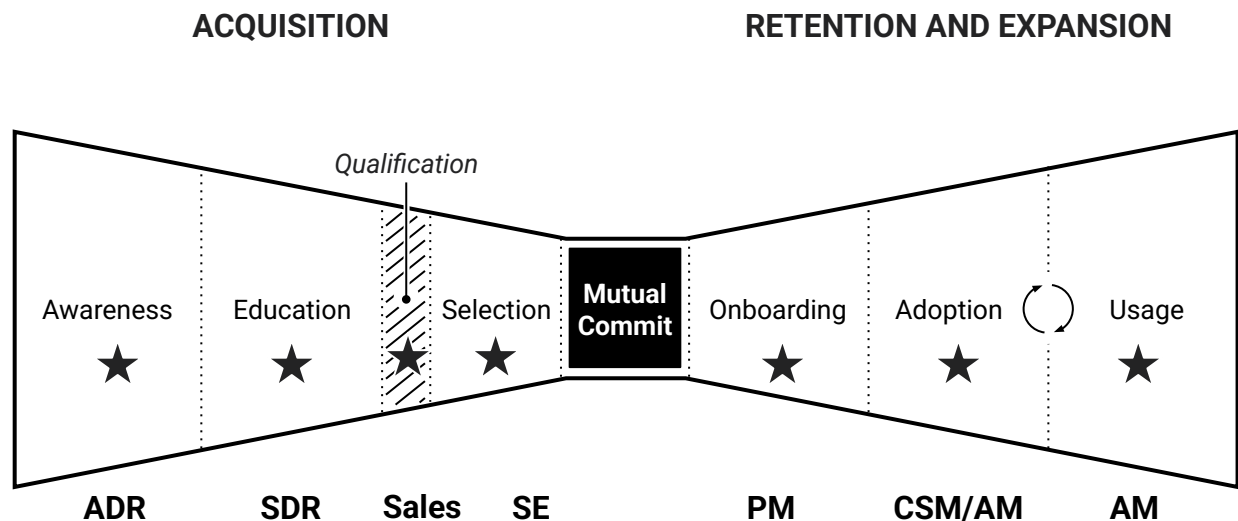 ACQUISITION
RETENTION AND EXPANSION
Qualification
Awareness
Education
Selection
Mutual
Commit
Onboarding
Adoption
Usage
ADR
SDR
Sales
SE
PM
CSM/AM
AM